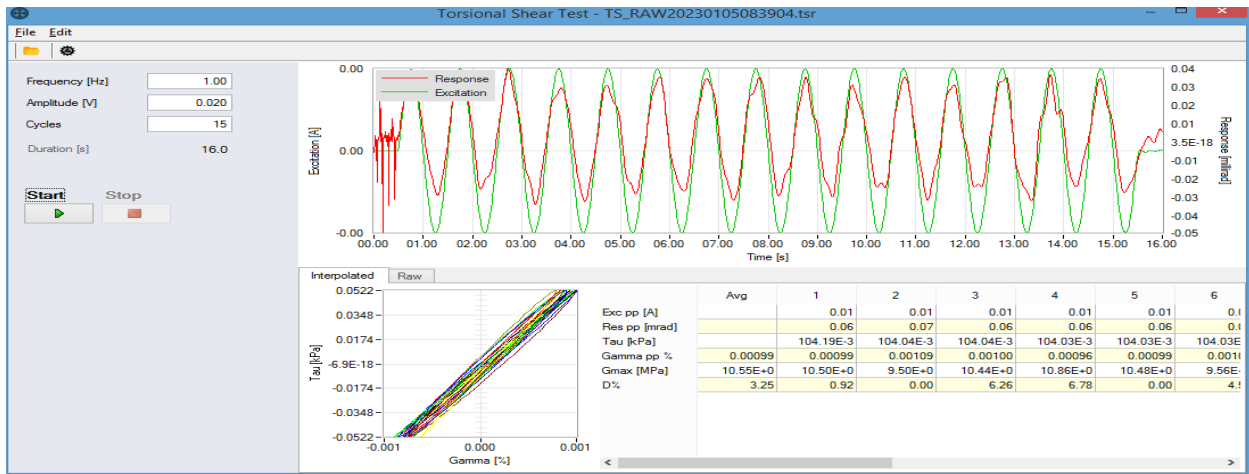 Torsional Shear Test - TS_RAW20230105083904.tsr
File Edit
Frequency [Hz] 1.00
Amplitude [V] 0.020
Cycles 15
Duration [s] 16.0
Start Stop
Response
Excitation
0.00
0.00
-0.00
Excitation [A]
0.04
0.03
0.02
0.01
3.5E-18
-0.01
-0.02
-0.03
-0.04
-0.05
Response [millrad]
00.00 01.00 02.00 03.00 04.00 05.00 06.00 07.00 08.00 09.00 10.00 11.00 12.00 13.00 14.00 15.00 16.00
Time [s]
Interpolated Raw
0.0522
0.0348
0.0174
-6.9E-18
-0.0174
-0.0348
-0.0522
Tau [kPa]
-0.001 0.000 0.001
Gamma [%]
Avg 1 2 3 4 5 6
Exc pp [A] 0.01 0.01 0.01 0.01 0.01
Res pp [mrad] 0.06 0.07 0.06 0.06 0.06
Tau [kPa] 104.19E-3 104.04E-3 104.04E-3 104.03E-3 104.03E-3 104.03E
Gamma pp % 0.00099 0.00099 0.00109 0.00100 0.00096 0.00099
Gmax [MPa] 10.55E+0 10.50E+0 9.50E+0 10.44E+0 10.86E+0 10.48E+0 9.56E-
D% 3.25 0.92 0.00 6.26 6.78 0.00